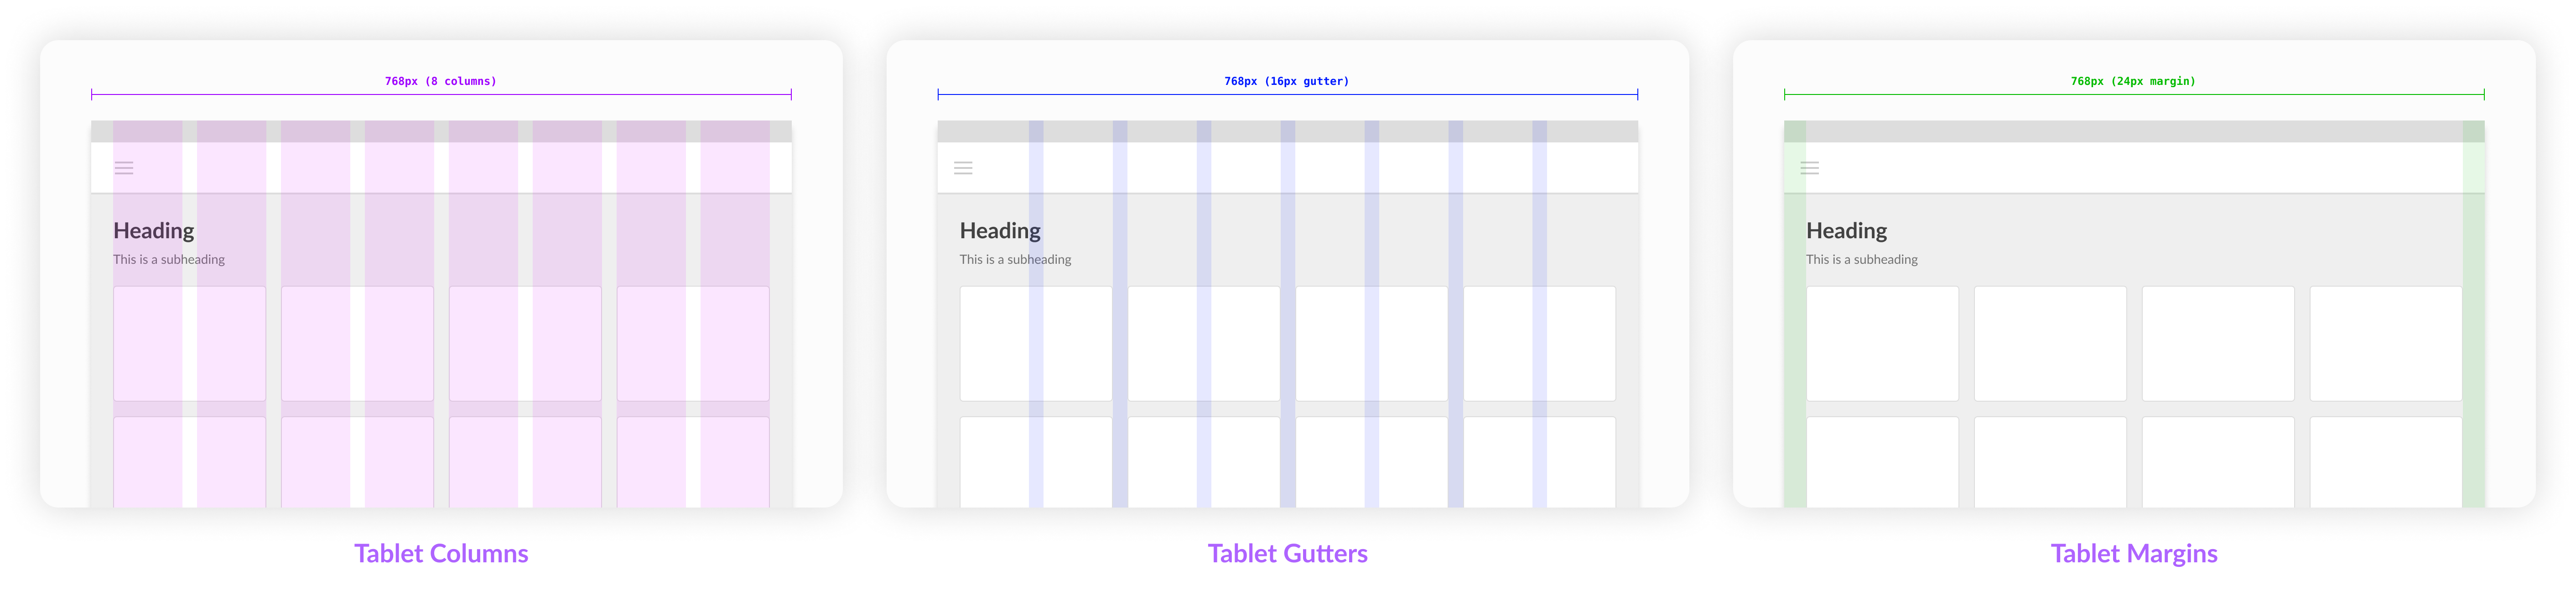 768px (8 columns)
Heading
This is a subheading
Tablet Columns
768px (16px gutter)
Heading
This is a subheading
Tablet Gutters
768px (24px margin)
Heading
This is a subheading
Tablet Margins